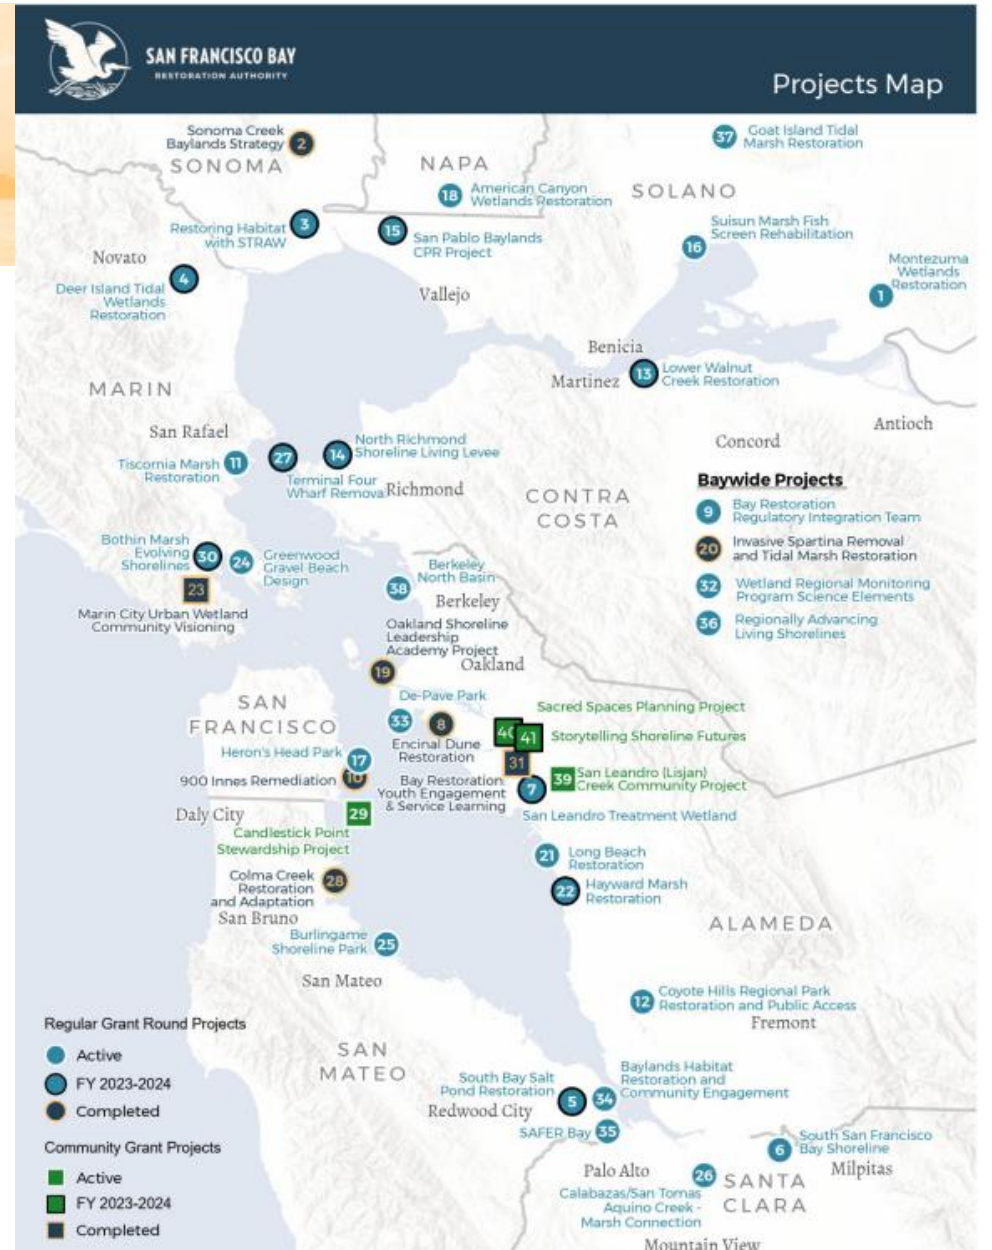 SAN FRANCISCO BAY
RESTORATION AUTHORITY
Projects Map
Sonoma Creek
Baylands Strategy
2
SONOMA
NAPA
18
American Canyon
Wetlands Restoration
SOLANO
37
Goat Island Tidal
Marsh Restoration
Restoring Habitat
with STRAW
3
15
San Pablo Baylands
CPR Project
Suisun Marsh Fish
Screen Rehabilitation
16
Novato
4
Deer Island Tidal
Wetlands
Restoration
Vallejo
Montezuma
Wetlands
Restoration
1
Benicia
Martinez
13
Lower Walnut
Creek Restoration
MARIN
Antioch
San Rafael
Concord
Tiscornia Marsh
Restoration
11
27
Terminal Four
Wharf Removal
14
North Richmond
Shoreline Living Levee
Richmond
CONTRA
COSTA
Baywide Projects
9
Bay Restoration
Regulatory Integration Team
20
Invasive Spartina Removal
and Tidal Marsh Restoration
32
Wetland Regional Monitoring
Program Science Elements
36
Regionally Advancing
Living Shorelines
Bothin Marsh
Evolving
Shorelines
30
24
Greenwood
Gravel Beach
Design
23
Marin City Urban Wetland
Community Visioning
Berkeley
North Basin
38
Berkeley
Oakland Shoreline
Leadership
Academy Project
19
Oakland
SAN
FRANCISCO
De-Pave Park
33
8
Encinal Dune
Restoration
Sacred Spaces Planning Project
40
41
Storytelling Shoreline Futures
31
Heron's Head Park
17
900 Innes Remediation
10
Bay Restoration
Youth Engagement
& Service Learning
7
39
San Leandro (Lisjan)
Creek Community Project
San Leandro Treatment Wetland
Daly City
29
Candlestick Point
Stewardship Project
21
Long Beach
Restoration
Colma Creek
Restoration
and Adaptation
28
22
Hayward Marsh
Restoration
San Bruno
ALAMEDA
Burlingame
Shoreline Park
25
San Mateo
12
Coyote Hills Regional Park
Restoration and Public Access
Fremont
Regular Grant Round Projects
Active
FY 2023-2024
Completed
Community Grant Projects
Active
FY 2023-2024
Completed
SAN
MATEO
South Bay Salt
Pond Restoration
5
34
Baylands Habitat
Restoration and
Community Engagement
Redwood City
SAFER Bay
35
6
South San Francisco
Bay Shoreline
Milpitas
Palo Alto
26
SANTA
CLARA
Calabazas/San Tomas
Aquino Creek -
Marsh Connection
Mountain View